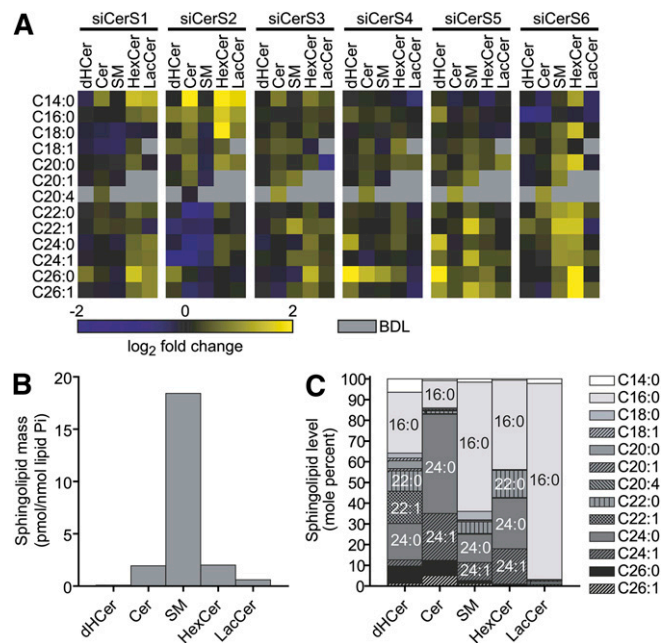 A
siCerS1 siCerS2 siCerS3 siCerS4 siCerS5 siCerS6
dHCer Cer SM HexCer LacCer dHCer Cer SM HexCer LacCer dHCer Cer SM HexCer LacCer dHCer Cer SM HexCer LacCer dHCer Cer SM HexCer LacCer dHCer Cer SM HexCer LacCer
C14:0
C16:0
C18:0
C18:1
C20:0
C20:1
C20:4
C22:0
C22:1
C24:0
C24:1
C26:0
C26:1
-2 0 2
log2 fold change
BDL
B
Sphingolipid mass
(pmol/nmol lipid Pi)
20
15
10
5
0
dHCer Cer SM HexCer LacCer
C
Sphingolipid level
(mole percent)
100
90
80
70
60
50
40
30
20
10
0
16:0
22:0
22:1
24:0
16:0
24:0
24:1
16:0
24:0
24:1
16:0
22:0
24:0
24:1
16:0
dHCer Cer SM HexCer LacCer
C14:0
C16:0
C18:0
C18:1
C20:0
C20:1
C20:4
C22:0
C22:1
C24:0
C24:1
C26:0
C26:1